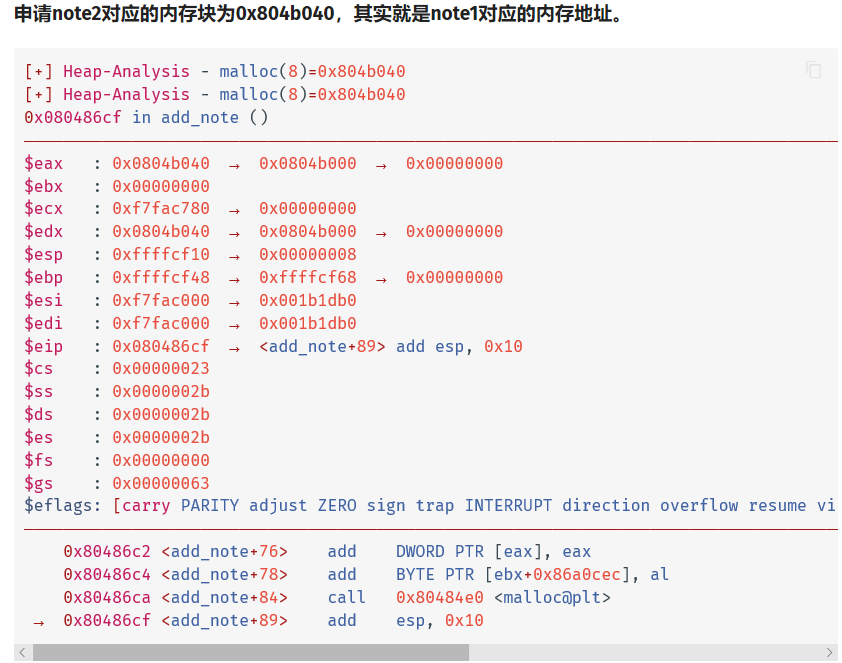 申请note2对应的内存块为0x804b040，其实就是note1对应的内存地址。
[+] Heap-Analysis - malloc(8)=0x804b040
[+] Heap-Analysis - malloc(8)=0x804b040
0x080486cf in add_note ()
$eax   : 0x0804b040  →  0x0804b000  →  0x00000000
$ebx   : 0x00000000
$ecx   : 0xf7fac780  →  0x00000000
$edx   : 0x0804b040  →  0x0804b000  →  0x00000000
$esp   : 0xffffcf10  →  0x00000008
$ebp   : 0xffffcf48  →  0xffffcf68  →  0x00000000
$esi   : 0xf7fac000  →  0x001b1db0
$edi   : 0xf7fac000  →  0x001b1db0
$eip   : 0x080486cf  →  <add_note+89> add esp, 0x10
$cs    : 0x00000023
$ss    : 0x0000002b
$ds    : 0x0000002b
$es    : 0x0000002b
$fs    : 0x00000000
$gs    : 0x00000063
$eflags: [carry PARITY adjust ZERO sign trap INTERRUPT direction overflow resume vi
0x80486c2 <add_note+76>    add    DWORD PTR [eax], eax
0x80486c4 <add_note+78>    add    BYTE PTR [ebx+0x86a0cec], al
0x80486ca <add_note+84>    call   0x80484e0 <malloc@plt>
→  0x80486cf <add_note+89>    add    esp, 0x10